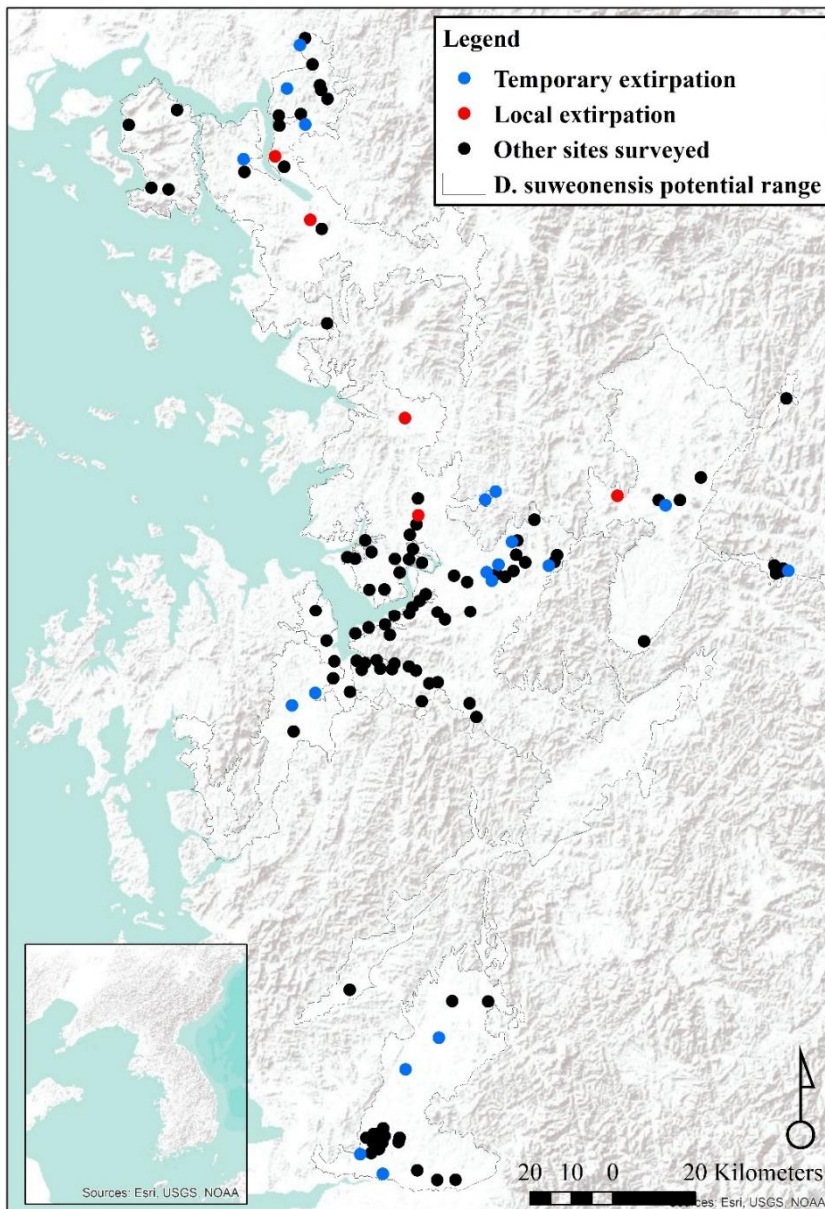 Legend
Temporary extirpation
Local extirpation
Other sites surveyed
D. suweonensis potential range
Sources: Esri, USGS, NOAA
20 10 0 20 Kilometers
Sources: Esri, USGS, NOAA